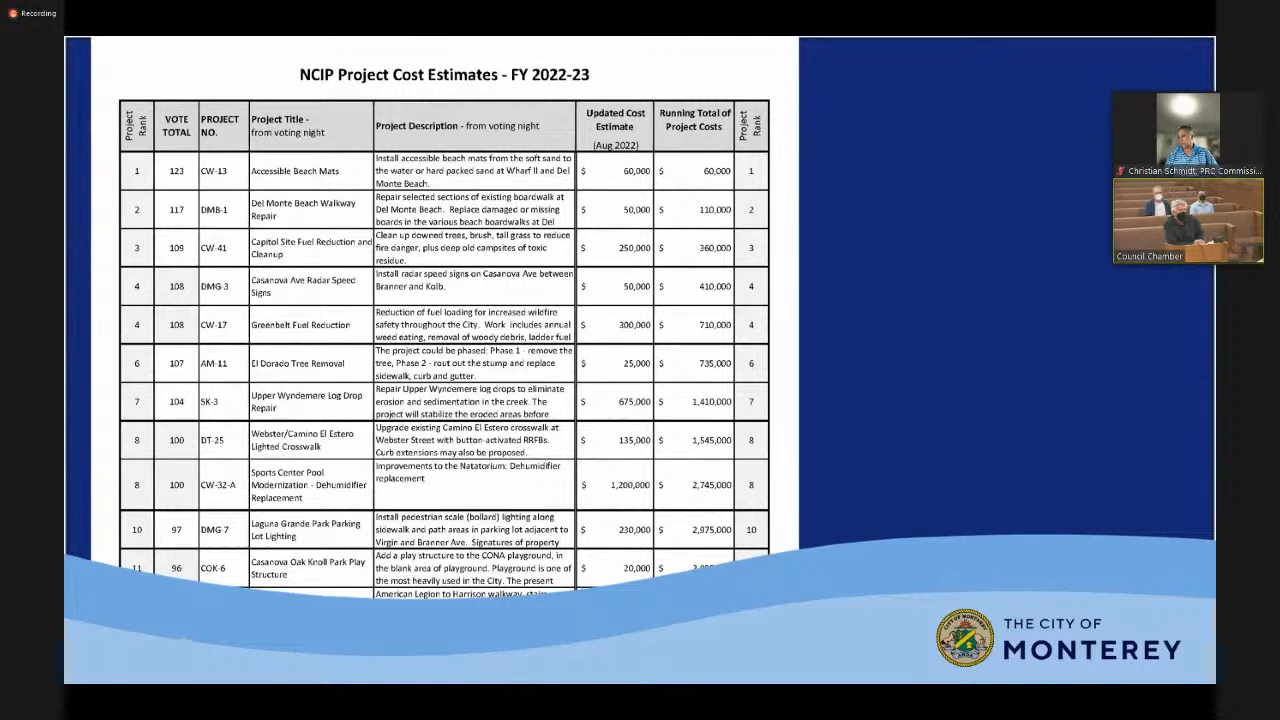 Recording
NCIP Project Cost Estimates - FY 2022-23
Project Rank
VOTE TOTAL
PROJECT NO.
Project Title - from voting night
Project Description - from voting night
Updated Cost Estimate (Aug 2022)
Running Total of Project Costs
Project Rank
1 123 CW-13 Accessible Beach Mats
Install accessible beach mats from the soft sand to
the water or hard packed sand at Wharf II and Del
Monte Beach.
$ 60,000 $ 60,000 1
2 117 DMB-1 Del Monte Beach Walkway
Repair
Repair selected sections of existing boardwalk at
Del Monte Beach. Replace damaged or missing
boards in the various beach boardwalks at Del
$ 50,000 $ 110,000 2
3 109 CW-41 Capitol Site Fuel Reduction and
Cleanup
Clean up downed trees, brush, tall grass to reduce
fire danger, plus deep old campsites of toxic
residue.
$ 250,000 $ 360,000 3
4 108 DMG-3 Casanova Ave Radar Speed
Signs
Install radar speed signs on Casanova Ave between
Branner and Kolb.
$ 50,000 $ 410,000 4
4 108 CW-17 Greenbelt Fuel Reduction
Reduction of fuel loading for increased wildfire
safety throughout the City. Work includes annual
weed eating, removal of woody debris, ladder fuel
$ 300,000 $ 710,000 4
6 107 AM-11 El Dorado Tree Removal
The project could be phased: Phase 1 - remove the
tree, Phase 2 - rout out the stump and replace
sidewalk, curb and gutter.
$ 25,000 $ 735,000 6
7 104 SK-3 Upper Wyndemere Log Drop
Repair
Repair Upper Wyndemere log drops to eliminate
erosion and sedimentation in the creek. The
project will stabilize the eroded areas before
$ 675,000 $ 1,410,000 7
8 100 DT-25 Webster/Camino El Estero
Lighted Crosswalk
Upgrade existing Camino El Estero crosswalk at
Webster Street with button-activated RRFBs.
Curb extensions may also be proposed.
$ 135,000 $ 1,545,000 8
8 100 CW-32-A Sports Center Pool
Modernization - Dehumidifier
Replacement
Improvements to the Natatorium: Dehumidifier
replacement
$ 1,200,000 $ 2,745,000 8
10 97 DMG-7 Laguna Grande Park Parking
Lot Lighting
Install pedestrian scale (bollard) lighting along
sidewalk and path areas in parking lot adjacent to
Virgin and Branner Ave. Signatures of property
$ 230,000 $ 2,975,000 10
11 96 COK-6 Casanova Oak Knoll Park Play
Structure
Add a play structure to the CONA playground, in
the blank area of playground. Playground is one of
the most heavily used in the City. The present
$ 20,000 $
American Legion to Harrison walkway, stairs
Christian Schmidt, PRC Commissi...
Council Chamber
CITY OF MONTEREY
THE CITY OF
MONTEREY